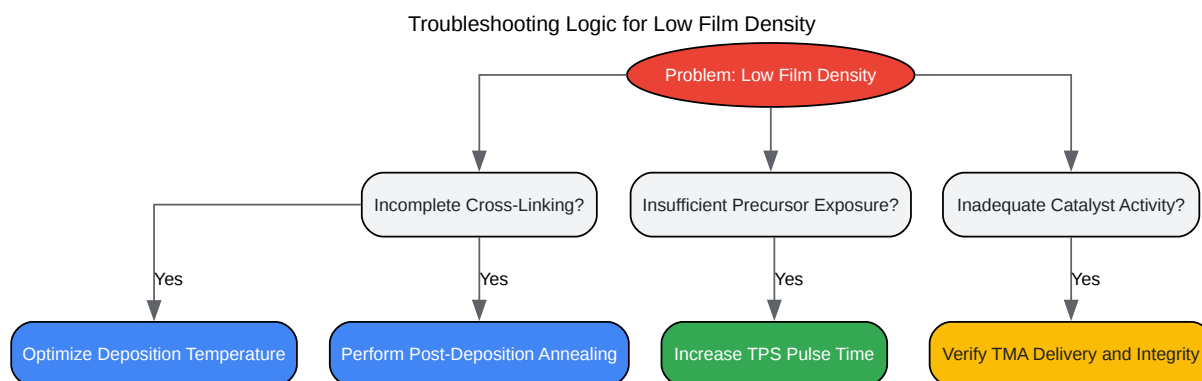 Troubleshooting Logic for Low Film Density
Problem: Low Film Density
Incomplete Cross-Linking?
Insufficient Precursor Exposure?
Inadequate Catalyst Activity?
Yes
Yes
Yes
Yes
Optimize Deposition Temperature
Perform Post-Deposition Annealing
Increase TPS Pulse Time
Verify TMA Delivery and Integrity